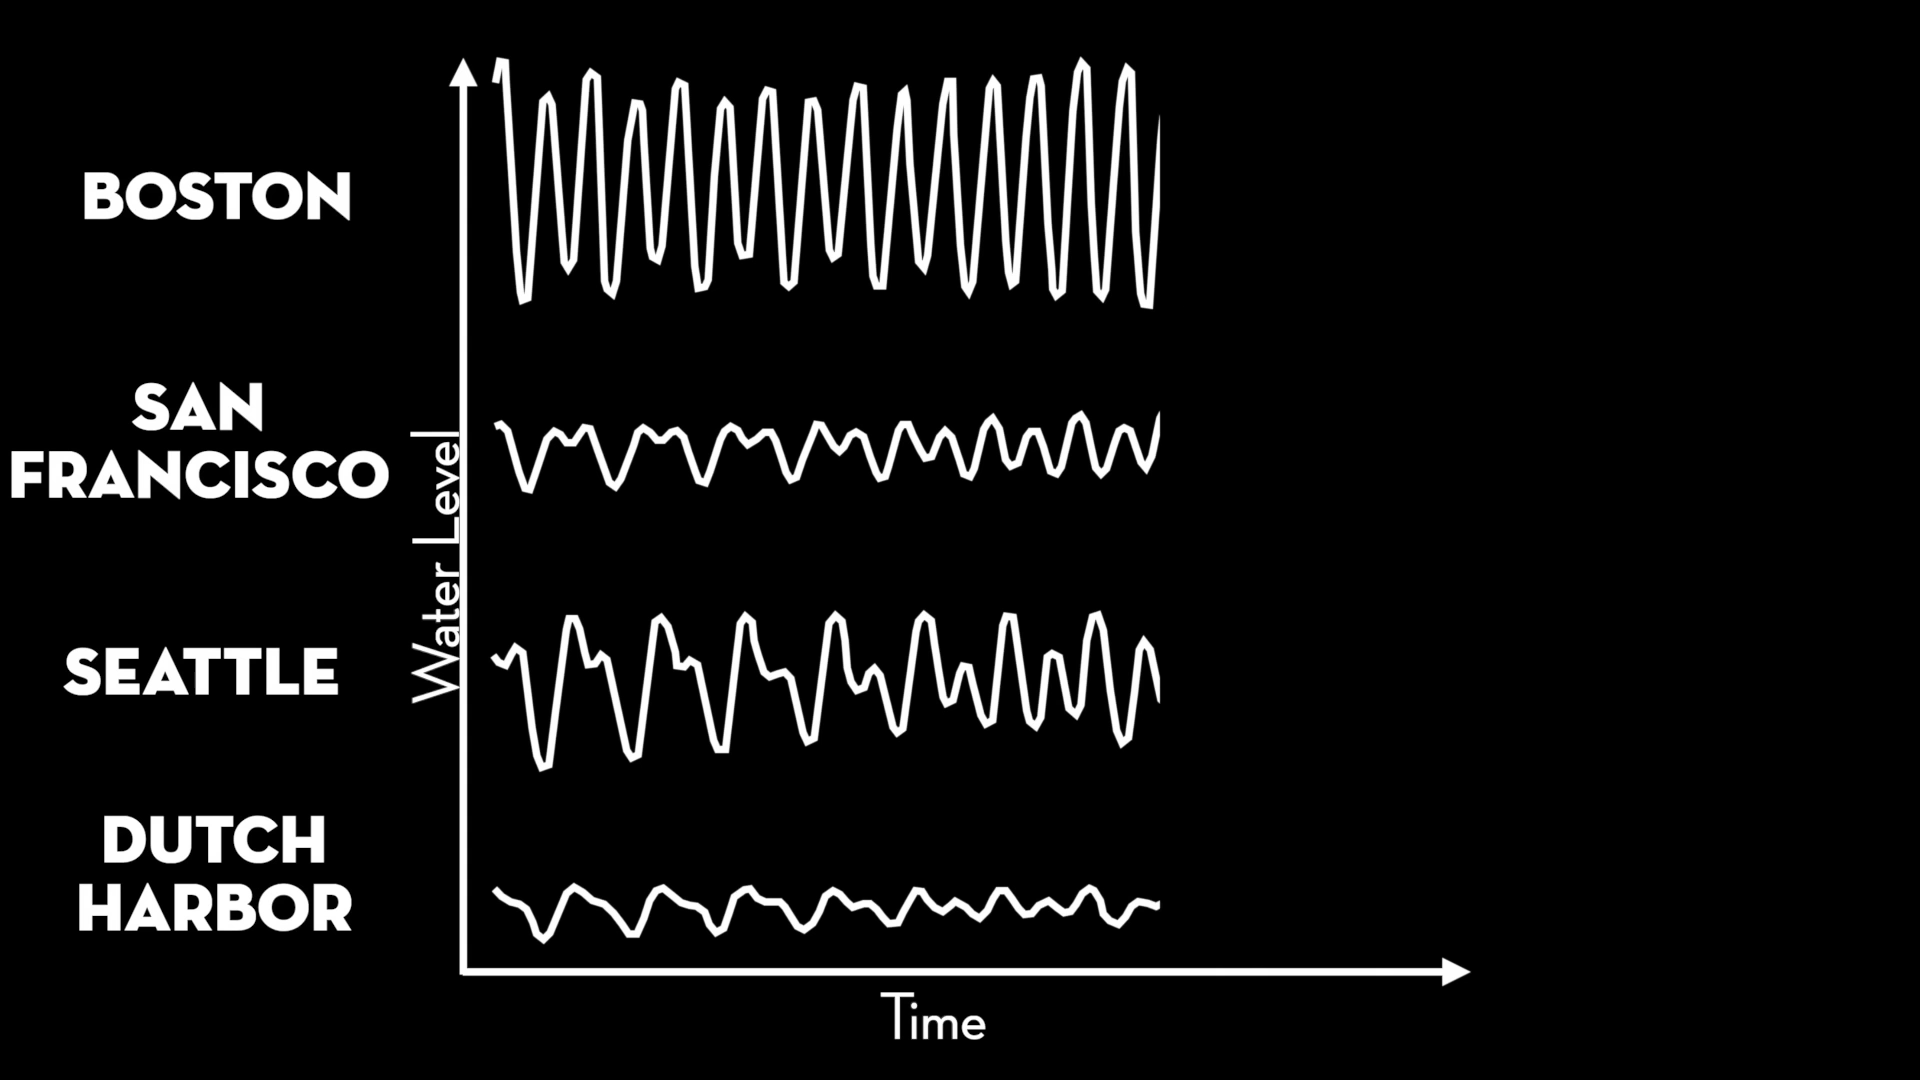 BOSTON
SAN
FRANCISCO
SEATTLE
DUTCH
HARBOR
Water Level
Time